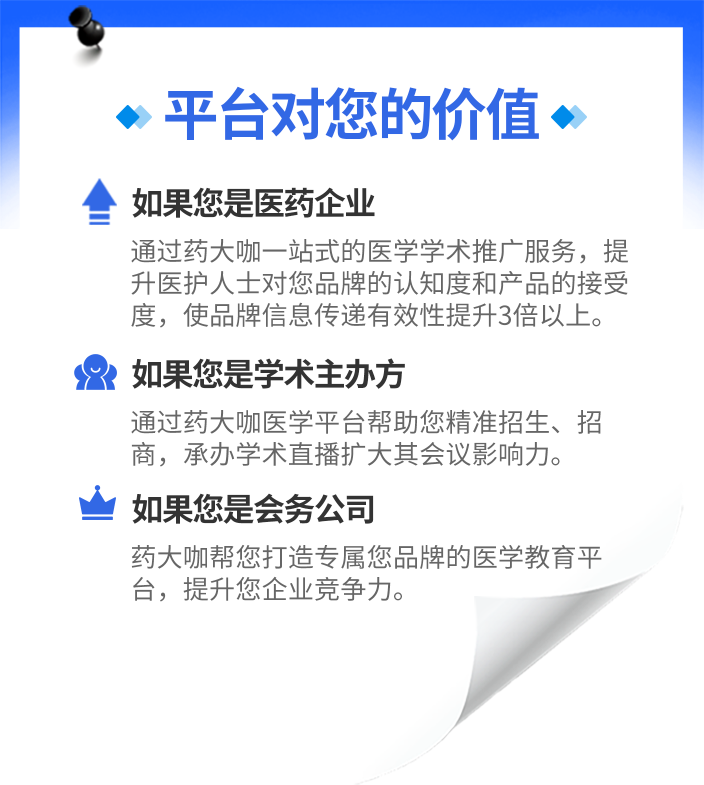 平台对您的价值
如果您是医药企业
通过药大咖一站式的医学学术推广服务，提
升医护人士对您品牌的认知度和产品的接受
度，使品牌信息传递有效性提升3倍以上。
如果您是学术主办方
通过药大咖医学平台帮助您精准招生、招
商，承办学术直播扩大其会议影响力。
如果您是会务公司
药大咖帮您打造专属您品牌的医学教育平
台，提升您企业竞争力。